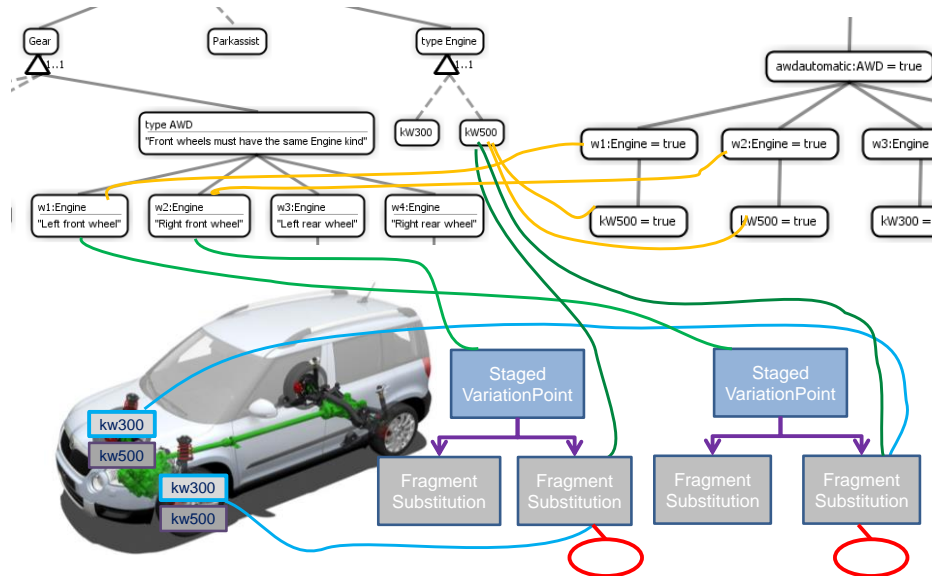 Gear
Parkassist
type Engine
1..1
1..1
awdautomatic:AWD = true
type AWD
"Front wheels must have the same Engine kind"
kW300
kW500
w1:Engine = true
w2:Engine = true
w3:Engine
w1:Engine
"Left front wheel"
w2:Engine
"Right front wheel"
w3:Engine
"Left rear wheel"
w4:Engine
"Right rear wheel"
kW500 = true
kW500 = true
kW300 =
Staged
VariationPoint
Staged
VariationPoint
kw300
kw500
kw300
kw500
Fragment
Substitution
Fragment
Substitution
Fragment
Substitution
Fragment
Substitution